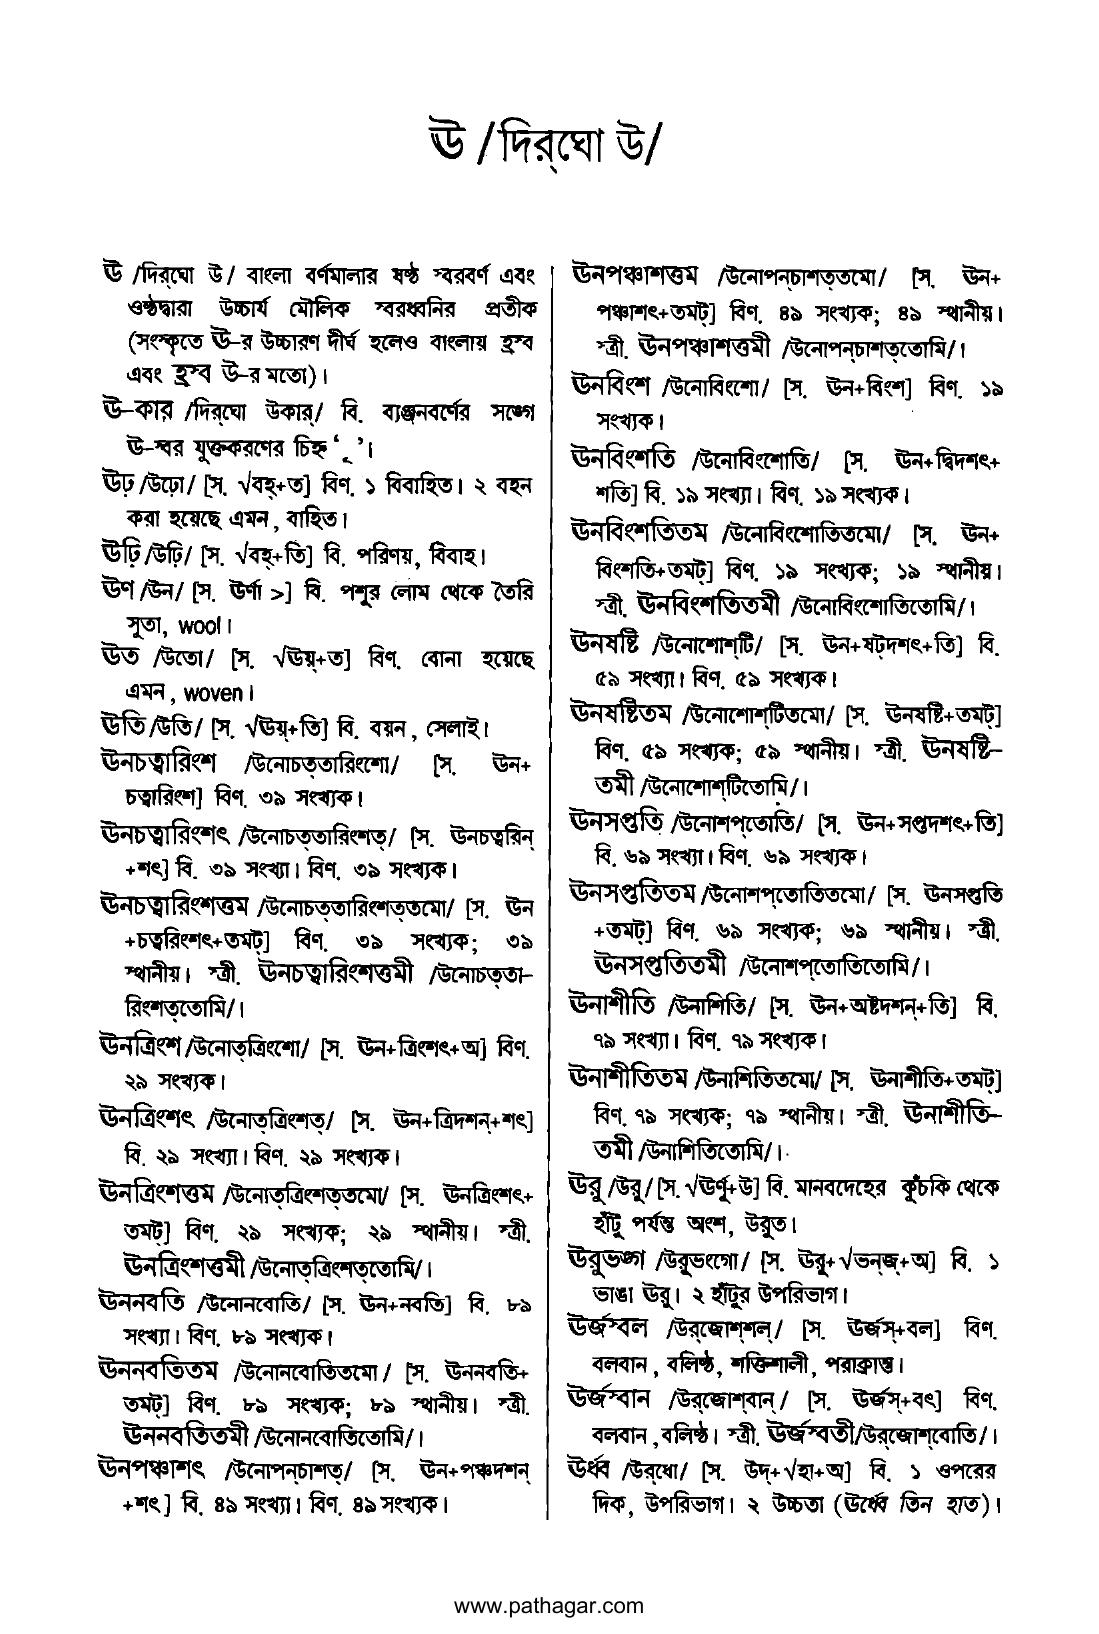 ঊ /দির্ঘো উ/
ঊ /দির্ঘো উ/ বাংলা বর্ণমালার ষষ্ঠ স্বরবর্ণ এবং
ওষ্ঠদ্বারা উচ্চার্য মৌলিক স্বরধ্বনির প্রতীক
(সংস্কৃতে ঊ–র উচ্চারণ দীর্ঘ হলেও বাংলায় হ্রস্ব
এবং হ্রস্ব উ–র মতো)।
ঊ–কার /দির্ঘো উকার্/ বি. ব্যঞ্জনবর্ণের সঙ্গে
ঊ–স্বর যুক্তকরণের চিহ্ন ‘ ূ ’।
ঊঢ় /উঢ়ো/ [স. √বহ্+ত] বিণ. ১ বিবাহিত। ২ বহন
করা হয়েছে এমন, বাহিত।
ঊঢ়ি /উঢ়ি/ [স. √বহ্+তি] বি. পরিণয়, বিবাহ।
ঊণ /উন/ [স. ঊর্ণা >] বি. পশুর লোম থেকে তৈরি
সুতা, wool।
ঊত /উতো/ [স. √ঊয়্+ত] বিণ. বোনা হয়েছে
এমন, woven।
ঊতি /উতি/ [স. √ঊয়্+তি] বি. বয়ন, সেলাই।
ঊনচত্বারিংশ /উনোচত্তারিংশো/ [স. ঊন+
চত্বারিংশ] বিণ. ৩৯ সংখ্যক।
ঊনচত্বারিংশৎ /উনোচত্তারিংশত্/ [স. ঊনচত্বরিন্
+শৎ] বি. ৩৯ সংখ্যা। বিণ. ৩৯ সংখ্যক।
ঊনচত্বারিংশত্তম /উনোচত্তারিংশত্তমো/ [স. ঊন
+চত্বরিংশৎ+তমট্] বিণ. ৩৯ সংখ্যক; ৩৯
স্থানীয়। স্ত্রী. ঊনচত্বারিংশত্তমী /উনোচত্তা–
রিংশত্তোমি/।
ঊনত্রিংশ /উনোত্ত্রিংশো/ [স. ঊন+ত্রিংশৎ+অ] বিণ.
২৯ সংখ্যক।
ঊনত্রিংশৎ /উনোত্ত্রিংশত্/ [স. ঊন+ত্রিদশন্+শৎ]
বি. ২৯ সংখ্যা। বিণ. ২৯ সংখ্যক।
ঊনত্রিংশত্তম /উনোত্ত্রিংশত্তমো/ [স. ঊনত্রিংশৎ+
তমট্] বিণ. ২৯ সংখ্যক; ২৯ স্থানীয়। স্ত্রী.
ঊনত্রিংশত্তমী /উনোত্ত্রিংশত্তোমি/।
ঊননবতি /উনোনবোতি/ [স. ঊন+নবতি] বি. ৮৯
সংখ্যা। বিণ. ৮৯ সংখ্যক।
ঊননবতিতম /উনোনবোতিতমো/ [স. ঊননবতি+
তমট্] বিণ. ৮৯ সংখ্যক; ৮৯ স্থানীয়। স্ত্রী.
ঊননবতিতমী /উনোনবোতিতোমি/।
ঊনপঞ্চাশৎ /উনোপন্চাশত্/ [স. ঊন+পঞ্চদশন্
+শৎ] বি. ৪৯ সংখ্যা। বিণ. ৪৯ সংখ্যক।
ঊনপঞ্চাশত্তম /উনোপন্চাশত্তমো/ [স. ঊন+
পঞ্চাশৎ+তমট্] বিণ. ৪৯ সংখ্যক; ৪৯ স্থানীয়।
স্ত্রী. ঊনপঞ্চাশত্তমী /উনোপন্চাশত্তোমি/।
ঊনবিংশ /উনোবিংশো/ [স. ঊন+বিংশ] বিণ. ১৯
সংখ্যক।
ঊনবিংশতি /উনোবিংশোতি/ [স. ঊন+দ্বিদশৎ+
শতি] বি. ১৯ সংখ্যা। বিণ. ১৯ সংখ্যক।
ঊনবিংশতিতম /উনোবিংশোতিতমো/ [স. ঊন+
বিংশতি+তমট্] বিণ. ১৯ সংখ্যক; ১৯ স্থানীয়।
স্ত্রী. ঊনবিংশতিতমী /উনোবিংশোতিতোমি/।
ঊনষষ্টি /উনোশোশ্টি/ [স. ঊন+ষট্দশৎ+তি] বি.
৫৯ সংখ্যা। বিণ. ৫৯ সংখ্যক।
ঊনষষ্টিতম /উনোশোশ্টিতমো/ [স. ঊনষষ্টি+তমট্]
বিণ. ৫৯ সংখ্যক; ৫৯ স্থানীয়। স্ত্রী. ঊনষষ্টি–
তমী /উনোশোশ্টিতোমি/।
ঊনসপ্ততি /উনোশপ্তোতি/ [স. ঊন+সপ্তদশৎ+তি]
বি. ৬৯ সংখ্যা। বিণ. ৬৯ সংখ্যক।
ঊনসপ্ততিতম /উনোশপ্তোতিতমো/ [স. ঊনসপ্ততি
+তমট্] বিণ. ৬৯ সংখ্যক; ৬৯ স্থানীয়। স্ত্রী.
ঊনসপ্ততিতমী /উনোশপ্তোতিতোমি/।
ঊনাশীতি /উনাশিতি/ [স. ঊন+অষ্টদশন্+তি] বি.
৭৯ সংখ্যা। বিণ. ৭৯ সংখ্যক।
ঊনাশীতিতম /উনাশিতিতমো/ [স. ঊনাশীতি+তমট্]
বিণ. ৭৯ সংখ্যক; ৭৯ স্থানীয়। স্ত্রী. ঊনাশীতি–
তমী /উনাশিতিতোমি/।
ঊরু /উরু/ [স. √ঊর্ণু+উ] বি. মানবদেহের কুঁচকি থেকে
হাঁটু পর্যন্ত অংশ, উরুত।
ঊরুভঙ্গ /উরুভংগো/ [স. ঊরু+√ভন্জ্+অ] বি. ১
ভাঙা ঊরু। ২ হাঁটুর উপরিভাগ।
ঊর্জস্বল /উর্জোশ্শল্/ [স. ঊর্জস্+বল] বিণ.
বলবান, বলিষ্ঠ, শক্তিশালী, পরাক্রান্ত।
ঊর্জস্বান /উর্জোশ্বান্/ [স. ঊর্জস্+বৎ] বিণ.
বলবান, বলিষ্ঠ। স্ত্রী. ঊর্জস্বতী/উর্জোশ্বোতি/।
ঊর্ধ্ব /উর্ধো/ [স. উদ্+√হা+অ] বি. ১ ওপরের
দিক, উপরিভাগ। ২ উচ্চতা (ঊর্ধ্বে তিন হাত)।
www.pathagar.com